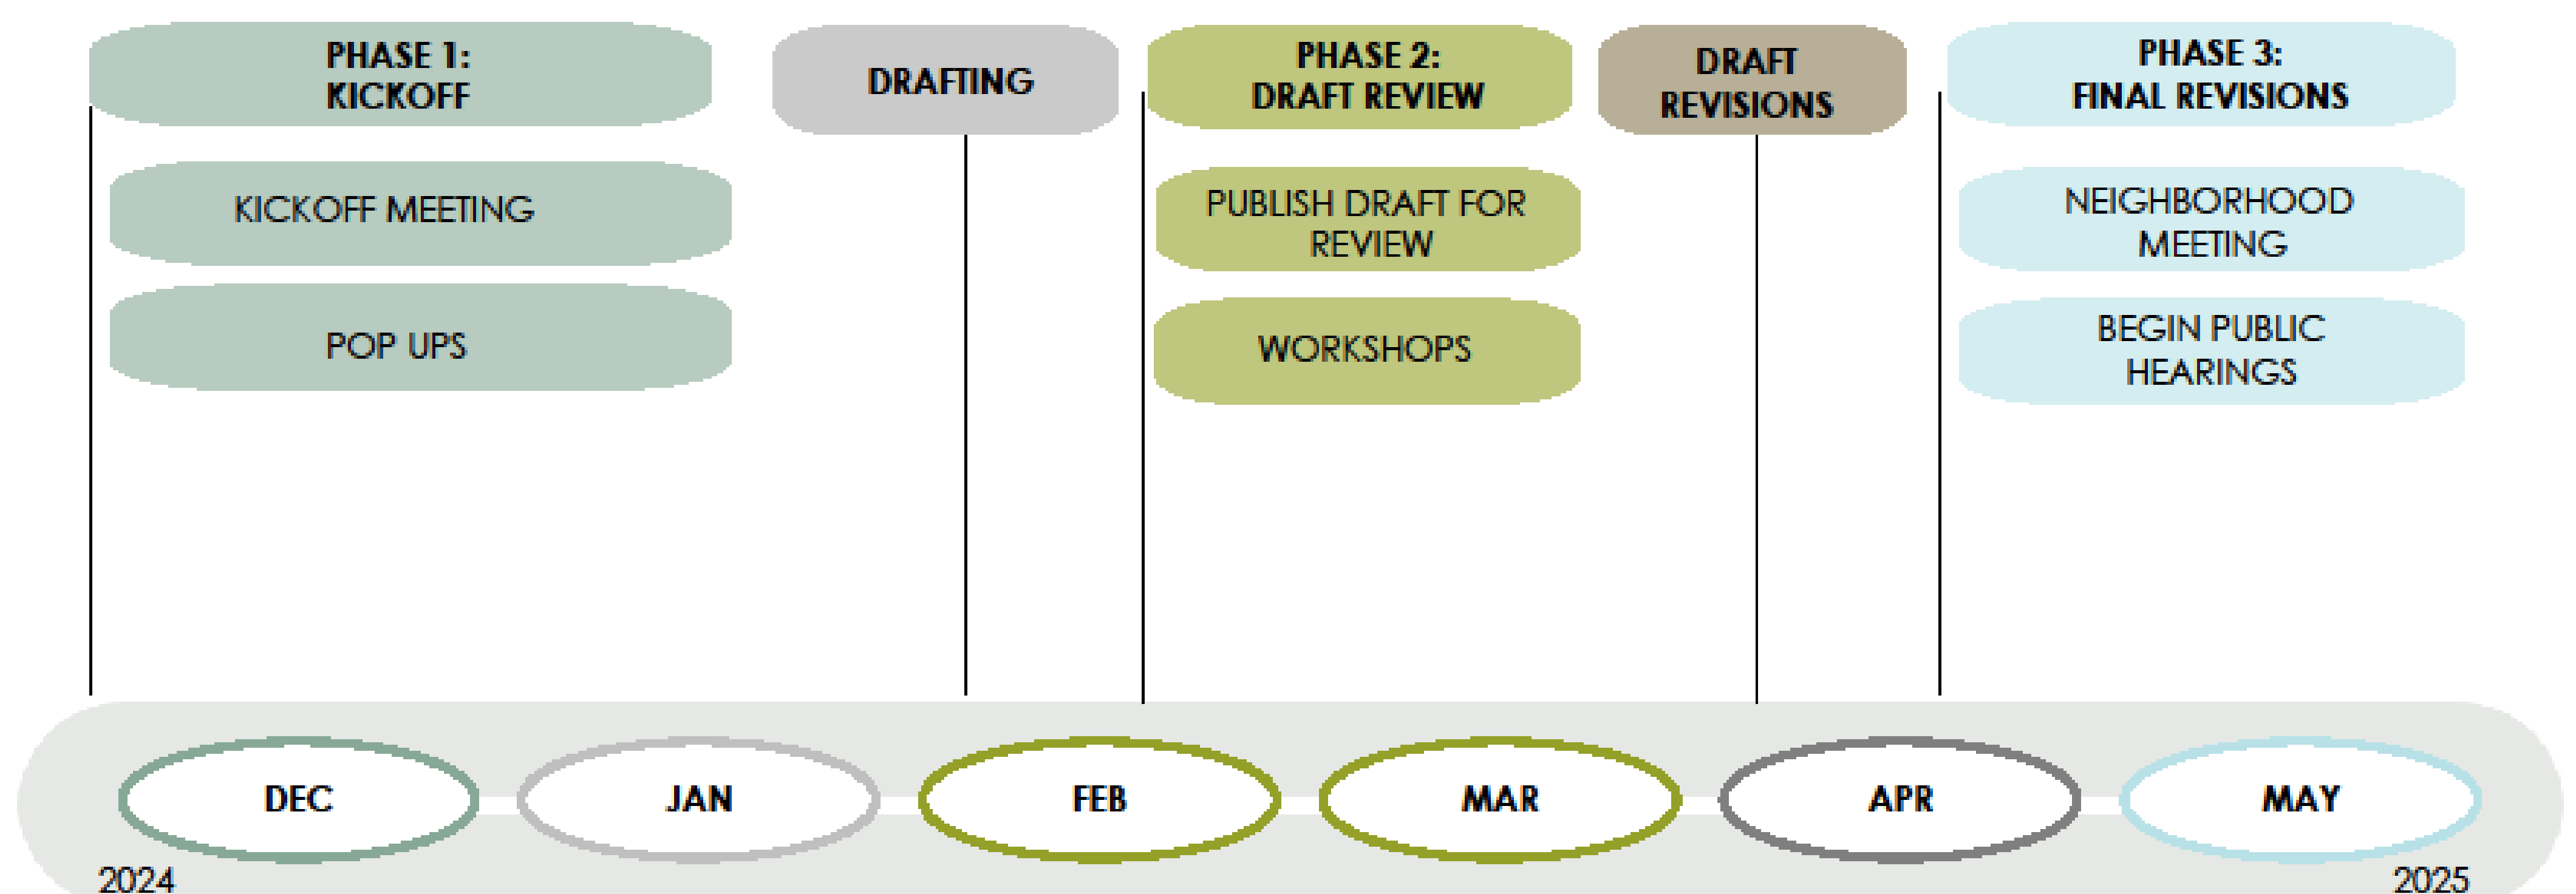 PHASE 1:
KICKOFF
KICKOFF MEETING
POP UPS
DRAFTING
PHASE 2:
DRAFT REVIEW
PUBLISH DRAFT FOR
REVIEW
WORKSHOPS
DRAFT
REVISIONS
PHASE 3:
FINAL REVISIONS
NEIGHBORHOOD
MEETING
BEGIN PUBLIC
HEARINGS
DEC
JAN
FEB
MAR
APR
MAY
2024
2025